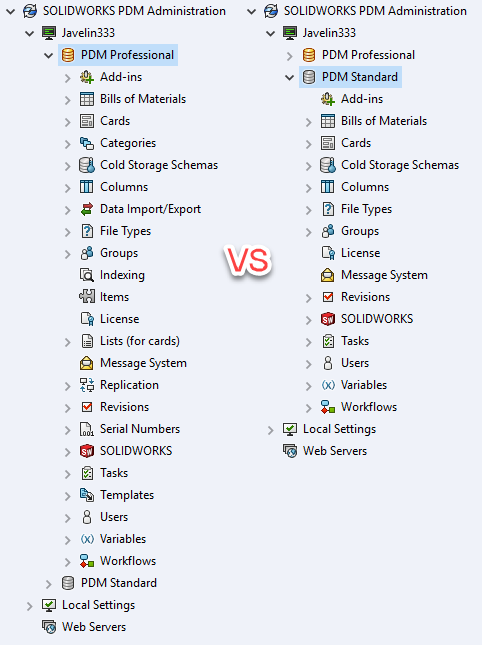 SOLIDWORKS PDM Administration
Javelin333
PDM Professional
Add-ins
Bills of Materials
Cards
Categories
Cold Storage Schemas
Columns
Data Import/Export
File Types
Groups
Indexing
Items
License
Lists (for cards)
Message System
Replication
Revisions
.001 Serial Numbers
SW SOLIDWORKS
Tasks
Templates
Users
(x) Variables
Workflows
PDM Standard
Local Settings
Web Servers
VS
SOLIDWORKS PDM Administration
Javelin333
PDM Professional
PDM Standard
Add-ins
Bills of Materials
Cards
Cold Storage Schemas
Columns
File Types
Groups
License
Message System
Revisions
SW SOLIDWORKS
Tasks
Users
(x) Variables
Workflows
Local Settings
Web Servers